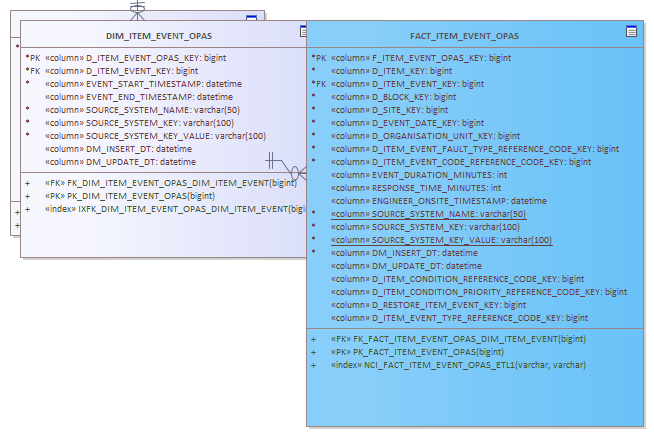 DIM_ITEM_EVENT_OPAS
*PK «column» D_ITEM_EVENT_OPAS_KEY: bigint
*FK «column» D_ITEM_EVENT_KEY: bigint
* «column» EVENT_START_TIMESTAMP: datetime
«column» EVENT_END_TIMESTAMP: datetime
* «column» SOURCE_SYSTEM_NAME: varchar(50)
* «column» SOURCE_SYSTEM_KEY: varchar(100)
* «column» SOURCE_SYSTEM_KEY_VALUE: varchar(100)
«column» DM_INSERT_DT: datetime
«column» DM_UPDATE_DT: datetime
+ «FK» FK_DIM_ITEM_EVENT_OPAS_DIM_ITEM_EVENT(bigint)
+ «PK» PK_DIM_ITEM_EVENT_OPAS(bigint)
+ «index» IXFK_DIM_ITEM_EVENT_OPAS_DIM_ITEM_EVENT(bigi
FACT_ITEM_EVENT_OPAS
*PK «column» F_ITEM_EVENT_OPAS_KEY: bigint
* «column» D_ITEM_KEY: bigint
*FK «column» D_ITEM_EVENT_KEY: bigint
* «column» D_BLOCK_KEY: bigint
* «column» D_SITE_KEY: bigint
* «column» D_EVENT_DATE_KEY: bigint
* «column» D_ORGANISATION_UNIT_KEY: bigint
* «column» D_ITEM_EVENT_FAULT_TYPE_REFERENCE_CODE_KEY: bigint
* «column» D_ITEM_EVENT_CODE_REFERENCE_KEY: bigint
«column» EVENT_DURATION_MINUTES: int
«column» RESPONSE_TIME_MINUTES: int
«column» ENGINEER_ONSITE_TIMESTAMP: datetime
* «column» SOURCE_SYSTEM_NAME: varchar(50)
* «column» SOURCE_SYSTEM_KEY: varchar(100)
* «column» SOURCE_SYSTEM_KEY_VALUE: varchar(100)
* «column» DM_INSERT_DT: datetime
«column» DM_UPDATE_DT: datetime
«column» D_ITEM_CONDITION_REFERENCE_CODE_KEY: bigint
«column» D_ITEM_CONDITION_PRIORITY_REFERENCE_CODE_KEY: bigint
«column» D_RESTORE_ITEM_EVENT_KEY: bigint
«column» D_ITEM_EVENT_TYPE_REFERENCE_CODE_KEY: bigint
+ «FK» FK_FACT_ITEM_EVENT_OPAS_DIM_ITEM_EVENT(bigint)
+ «PK» PK_FACT_ITEM_EVENT_OPAS(bigint)
+ «index» NCI_FACT_ITEM_EVENT_OPAS_ETL1(varchar, varchar)